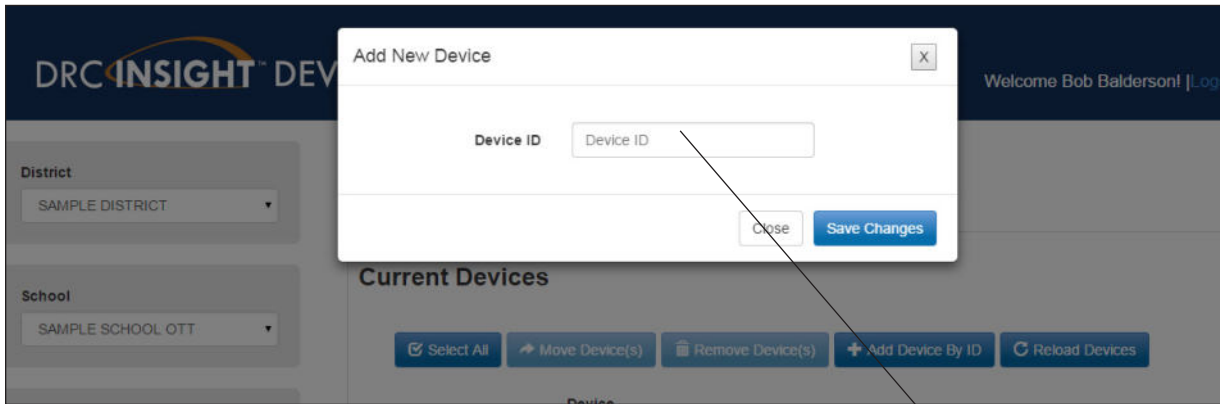 DRC INSIGHT™ DEV
Welcome Bob Balderson! |Log
Add New Device
X
Device ID
Device ID
Close
Save Changes
District
SAMPLE DISTRICT
School
SAMPLE SCHOOL OTT
Current Devices
Select All
Move Device(s)
Remove Device(s)
Add Device By ID
Reload Devices
Device